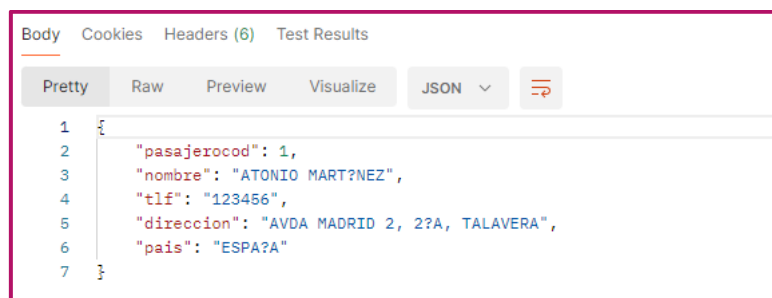 Body Cookies Headers (6) Test Results
Pretty Raw Preview Visualize JSON
1 {
2 "pasajerocod": 1,
3 "nombre": "ATONIO MART?NEZ",
4 "tlf": "123456",
5 "direccion": "AVDA MADRID 2, 2?A, TALAVERA",
6 "pais": "ESPA?A"
7 }